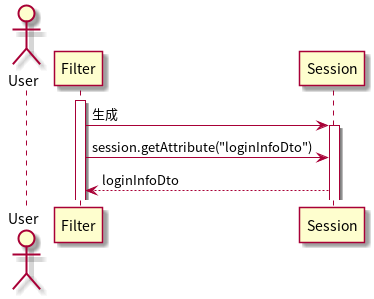 User
Filter
Session
生成
session.getAttribute("loginInfoDto")
loginInfoDto
User
Filter
Session